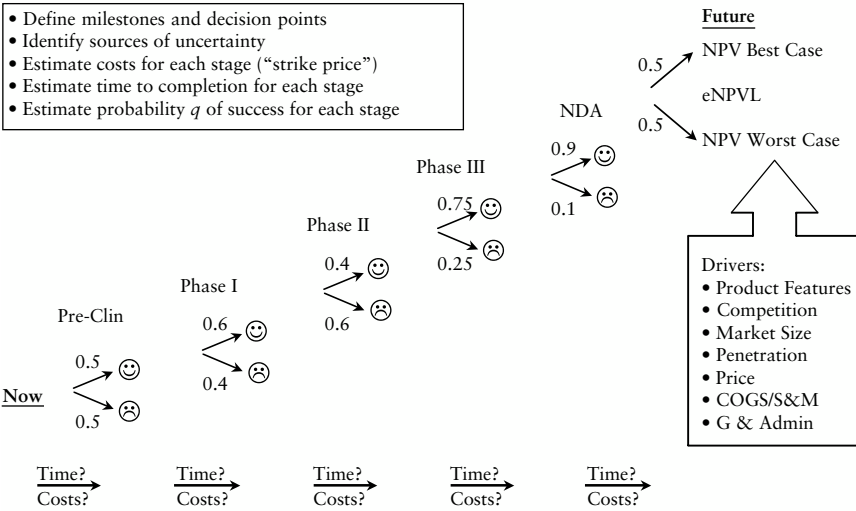 • Define milestones and decision points
• Identify sources of uncertainty
• Estimate costs for each stage (“strike price”)
• Estimate time to completion for each stage
• Estimate probability q of success for each stage
Future
NPV Best Case
0.5
eNPVL
0.5
NPV Worst Case
NDA
0.9
0.1
Phase III
0.75
0.25
Phase II
0.4
0.6
Phase I
0.6
0.4
Pre-Clin
0.5
0.5
Now
Drivers:
• Product Features
• Competition
• Market Size
• Penetration
• Price
• COGS/S&M
• G & Admin
Time? Time? Time? Time? Time?
Costs? Costs? Costs? Costs? Costs?